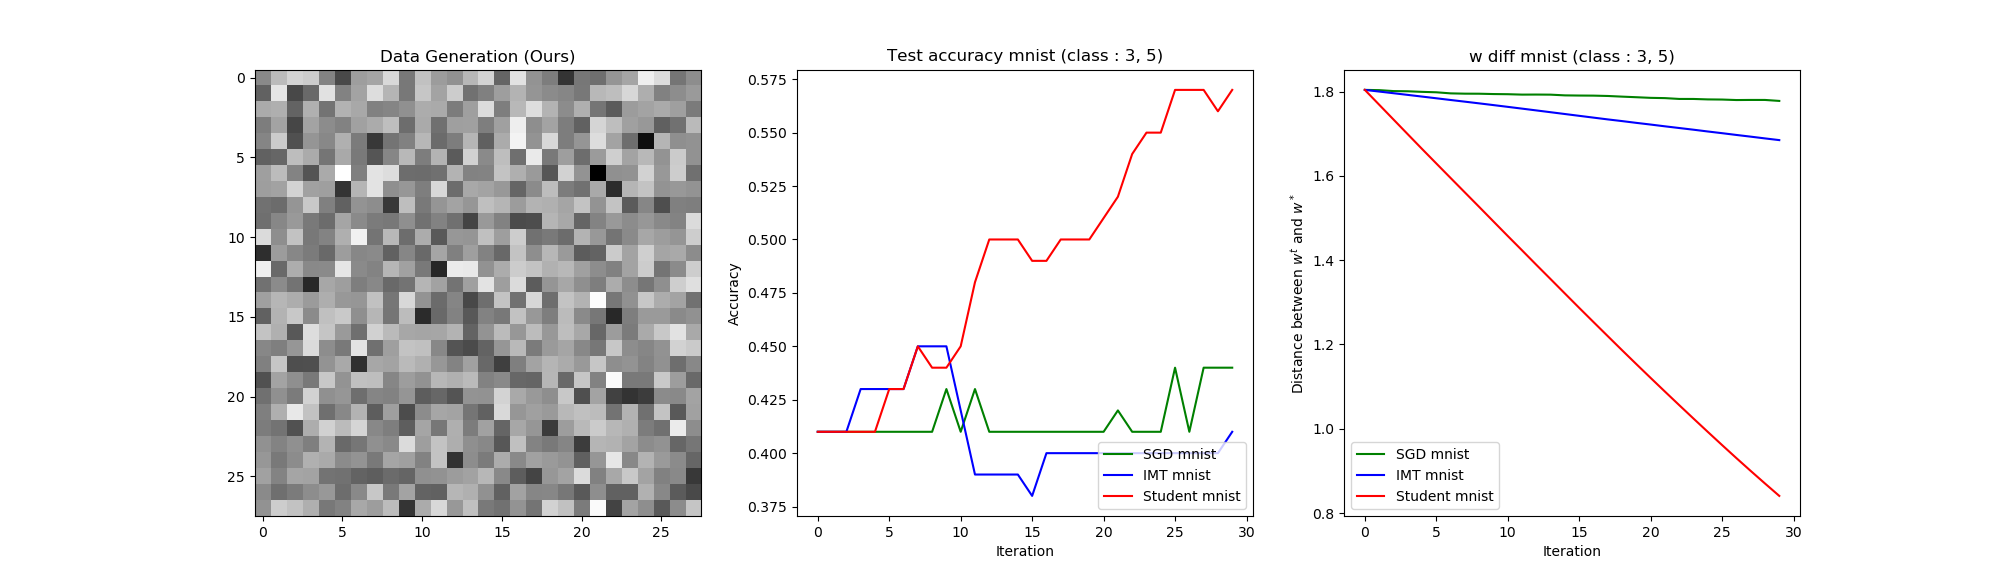 Data Generation (Ours)
0
5
10
15
20
25
0 5 10 15 20 25
Test accuracy mnist (class : 3, 5)
Accuracy
0.575
0.550
0.525
0.500
0.475
0.450
0.425
0.400
0.375
SGD mnist
IMT mnist
Student mnist
0 5 10 15 20 25 30
Iteration
w diff mnist (class : 3, 5)
Distance between w^t and w^*
1.8
1.6
1.4
1.2
1.0
0.8
SGD mnist
IMT mnist
Student mnist
0 5 10 15 20 25 30
Iteration